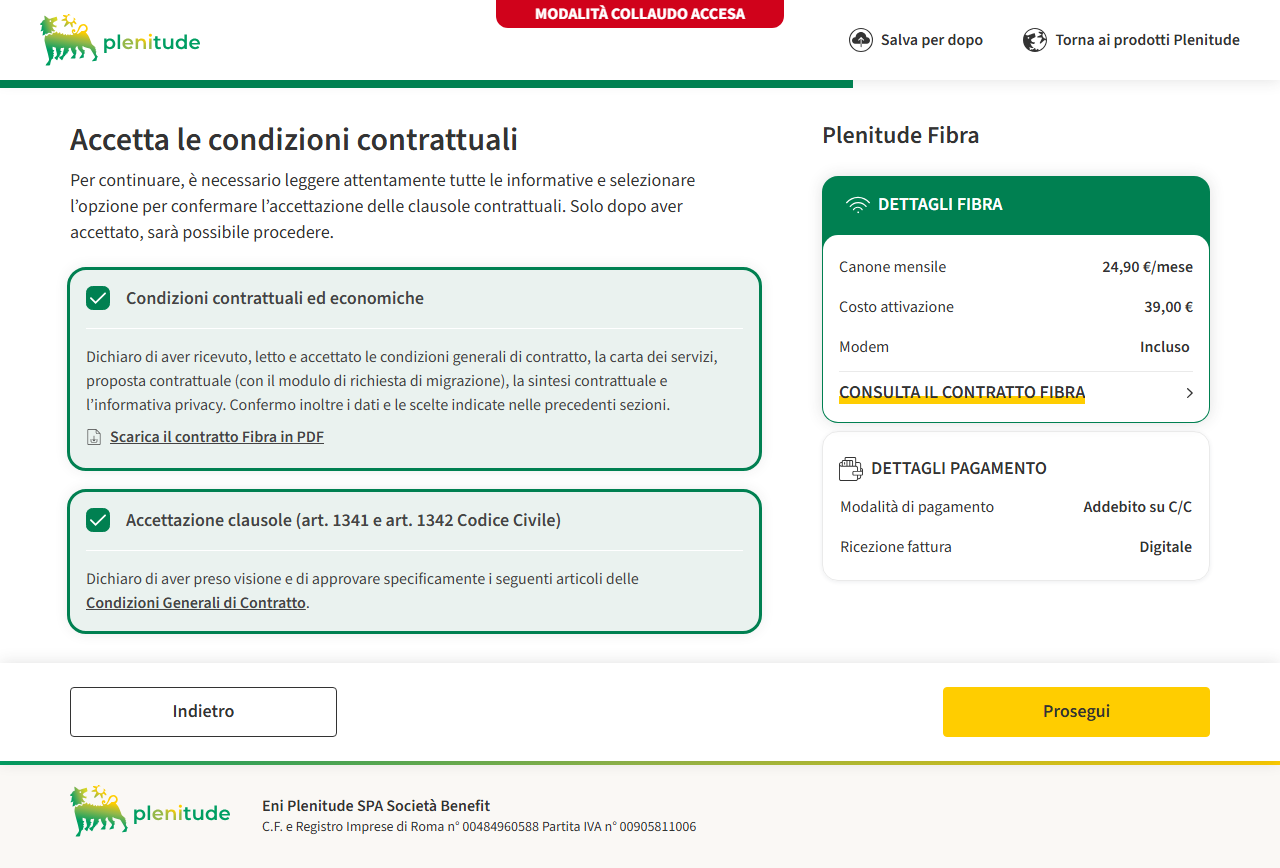 MODALITÀ COLLAUDO ACCESA
plenitude
Salva per dopo
Torna ai prodotti Plenitude
Accetta le condizioni contrattuali
Per continuare, è necessario leggere attentamente tutte le informative e selezionare
l’opzione per confermare l’accettazione delle clausole contrattuali. Solo dopo aver
accettato, sarà possibile procedere.
Condizioni contrattuali ed economiche
Dichiaro di aver ricevuto, letto e accettato le condizioni generali di contratto, la carta dei servizi,
proposta contrattuale (con il modulo di richiesta di migrazione), la sintesi contrattuale e
l’informativa privacy. Confermo inoltre i dati e le scelte indicate nelle precedenti sezioni.
Scarica il contratto Fibra in PDF
Accettazione clausole (art. 1341 e art. 1342 Codice Civile)
Dichiaro di aver preso visione e di approvare specificamente i seguenti articoli delle
Condizioni Generali di Contratto.
Plenitude Fibra
DETTAGLI FIBRA
Canone mensile 24,90 €/mese
Costo attivazione 39,00 €
Modem Incluso
CONSULTA IL CONTRATTO FIBRA
DETTAGLI PAGAMENTO
Modalità di pagamento Addebito su C/C
Ricezione fattura Digitale
Indietro
Prosegui
plenitude
Eni Plenitude SPA Società Benefit
C.F. e Registro Imprese di Roma n° 00484960588 Partita IVA n° 00905811006